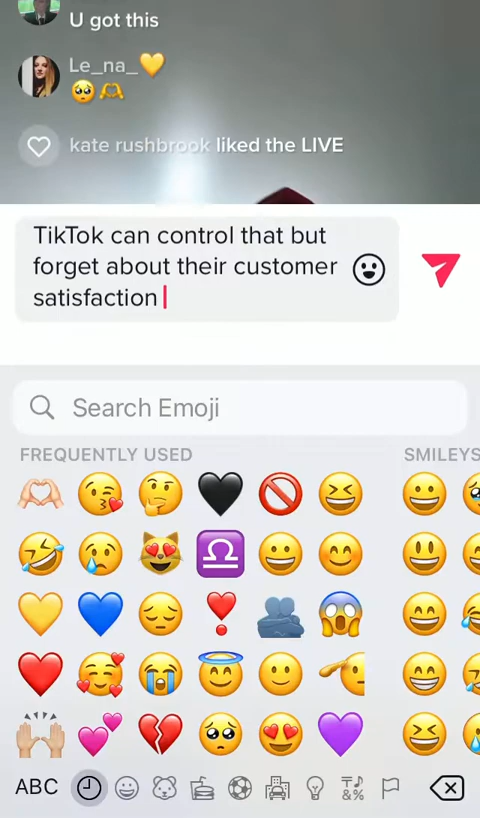 U got this
Le_na_💛
🥺🫶
kate rushbrook liked the LIVE
TikTok can control that but
forget about their customer
satisfaction
Search Emoji
FREQUENTLY USED
SMILEYS
ABC